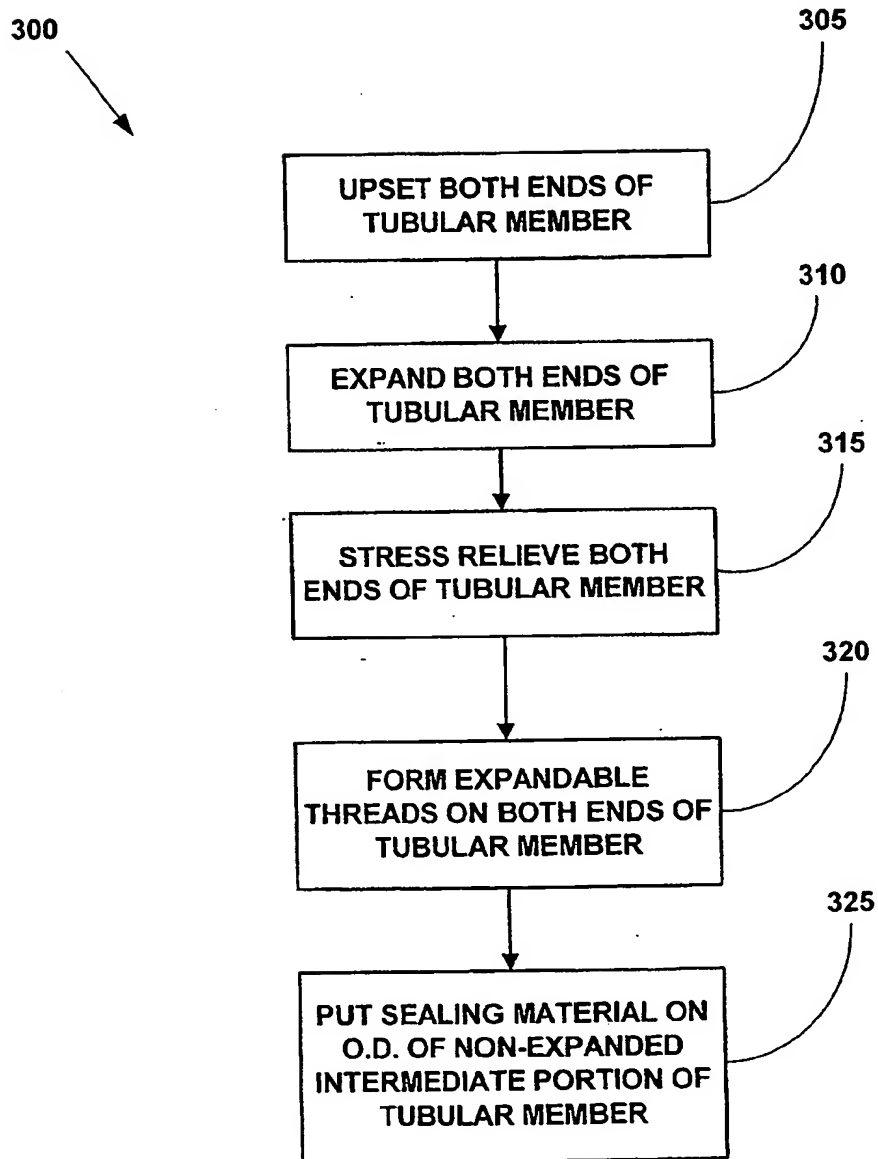 300
305
UPSET BOTH ENDS OF
TUBULAR MEMBER
310
EXPAND BOTH ENDS OF
TUBULAR MEMBER
315
STRESS RELIEVE BOTH
ENDS OF TUBULAR MEMBER
320
FORM EXPANDABLE
THREADS ON BOTH ENDS OF
TUBULAR MEMBER
325
PUT SEALING MATERIAL ON
O.D. OF NON-EXPANDED
INTERMEDIATE PORTION OF
TUBULAR MEMBER